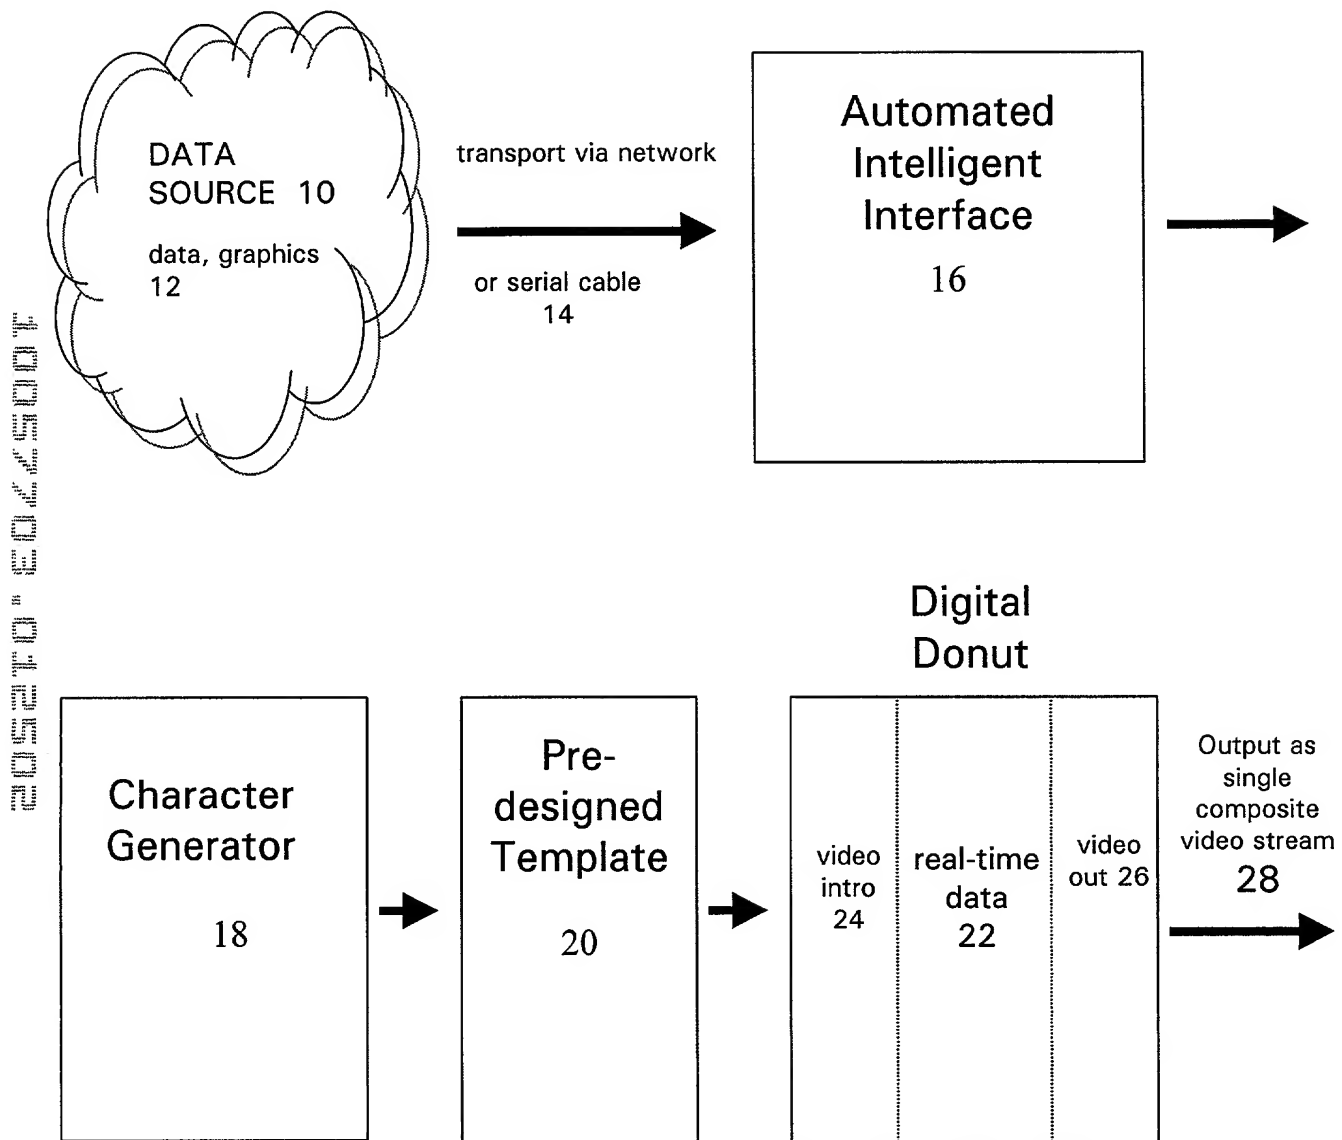 DATA
SOURCE 10
data, graphics
12
transport via network
or serial cable
14
Automated
Intelligent
Interface
16
Digital
Donut
Character
Generator
18
Pre-
designed
Template
20
video
intro
24
real-time
data
22
video
out 26
Output as
single
composite
video stream
28
10057703.012502